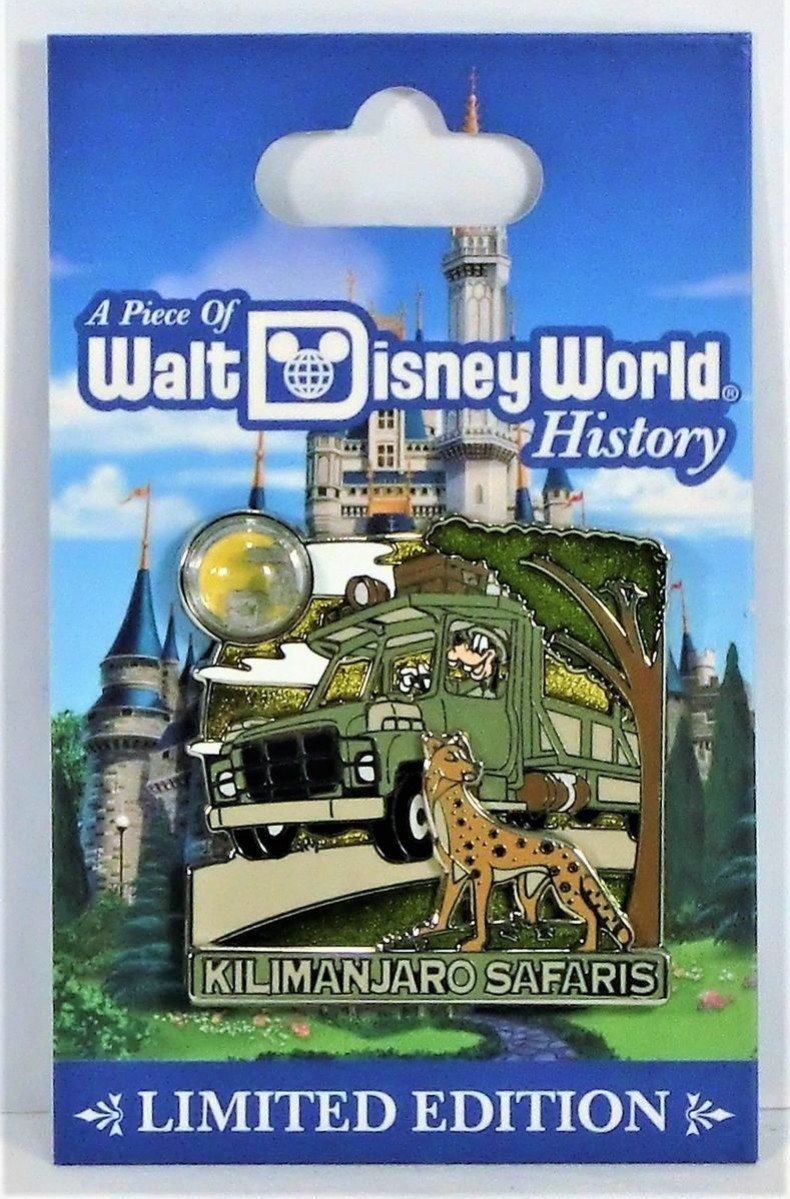 A Piece Of
Walt Disney World®
History
KILIMANJARO SAFARIS
LIMITED EDITION